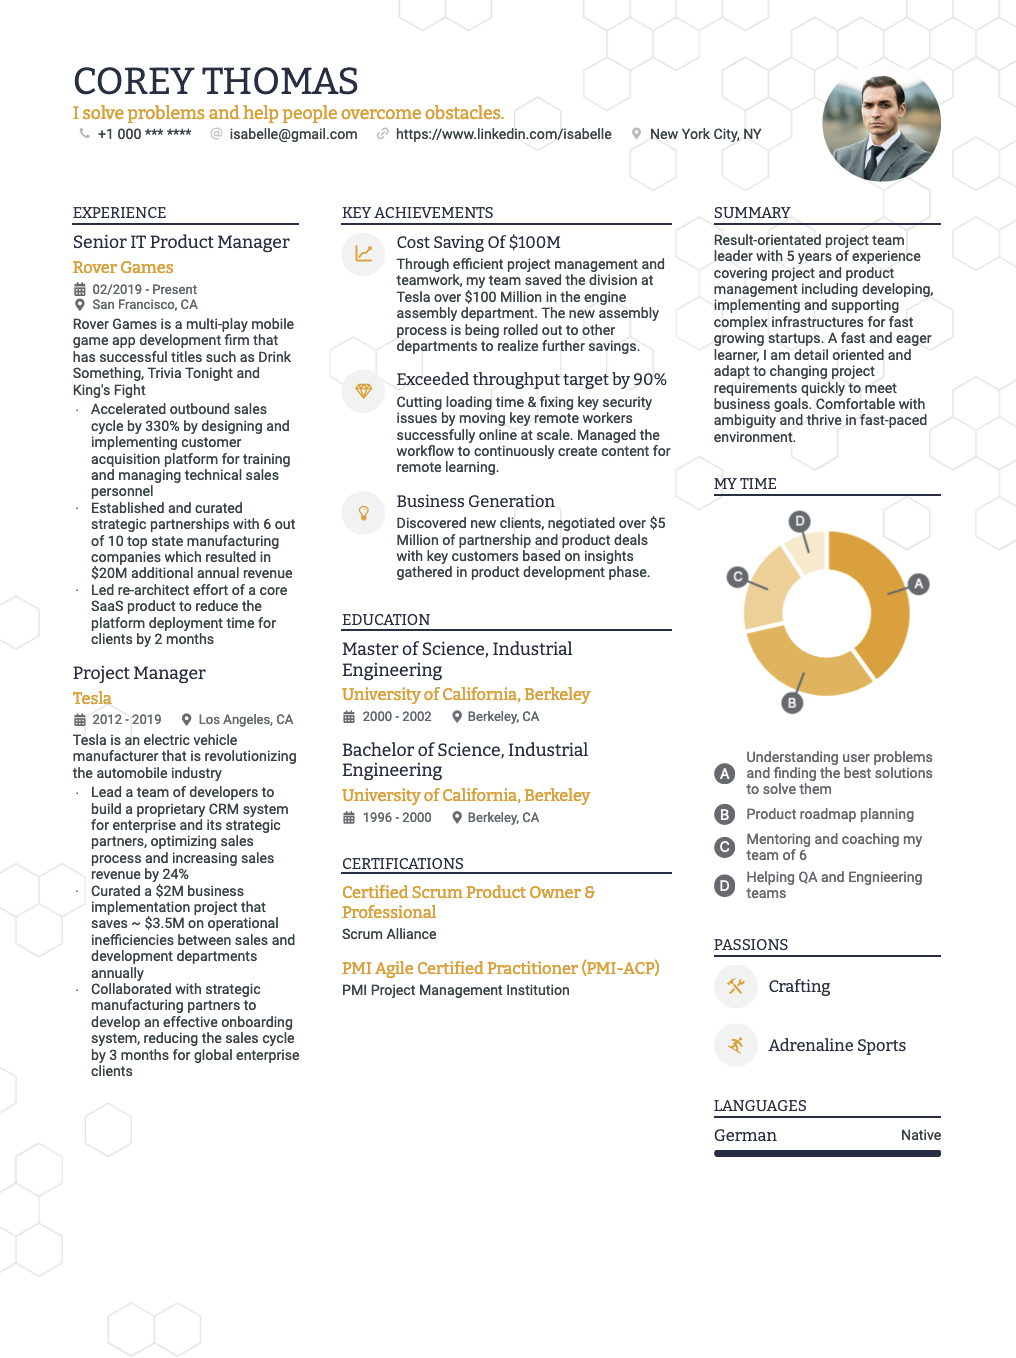 COREY THOMAS
I solve problems and help people overcome obstacles.
+1 000 *** **** @ isabelle@gmail.com https://www.linkedin.com/isabelle New York City, NY
EXPERIENCE
Senior IT Product Manager
Rover Games
02/2019 - Present
San Francisco, CA
Rover Games is a multi-play mobile
game app development firm that
has successful titles such as Drink
Something, Trivia Tonight and
King's Fight
· Accelerated outbound sales
cycle by 330% by designing and
implementing customer
acquisition platform for training
and managing technical sales
personnel
· Established and curated
strategic partnerships with 6 out
of 10 top state manufacturing
companies which resulted in
$20M additional annual revenue
· Led re-architect effort of a core
SaaS product to reduce the
platform deployment time for
clients by 2 months
Project Manager
Tesla
2012 - 2019 Los Angeles, CA
Tesla is an electric vehicle
manufacturer that is revolutionizing
the automobile industry
· Lead a team of developers to
build a proprietary CRM system
for enterprise and its strategic
partners, optimizing sales
process and increasing sales
revenue by 24%
· Curated a $2M business
implementation project that
saves ~ $3.5M on operational
inefficiencies between sales and
development departments
annually
· Collaborated with strategic
manufacturing partners to
develop an effective onboarding
system, reducing the sales cycle
by 3 months for global enterprise
clients
KEY ACHIEVEMENTS
Cost Saving Of $100M
Through efficient project management and
teamwork, my team saved the division at
Tesla over $100 Million in the engine
assembly department. The new assembly
process is being rolled out to other
departments to realize further savings.
Exceeded throughput target by 90%
Cutting loading time & fixing key security
issues by moving key remote workers
successfully online at scale. Managed the
workflow to continuously create content for
remote learning.
Business Generation
Discovered new clients, negotiated over $5
Million of partnership and product deals
with key customers based on insights
gathered in product development phase.
EDUCATION
Master of Science, Industrial
Engineering
University of California, Berkeley
2000 - 2002 Berkeley, CA
Bachelor of Science, Industrial
Engineering
University of California, Berkeley
1996 - 2000 Berkeley, CA
CERTIFICATIONS
Certified Scrum Product Owner &
Professional
Scrum Alliance
PMI Agile Certified Practitioner (PMI-ACP)
PMI Project Management Institution
SUMMARY
Result-orientated project team
leader with 5 years of experience
covering project and product
management including developing,
implementing and supporting
complex infrastructures for fast
growing startups. A fast and eager
learner, I am detail oriented and
adapt to changing project
requirements quickly to meet
business goals. Comfortable with
ambiguity and thrive in fast-paced
environment.
MY TIME
D
C
A
B
A Understanding user problems
and finding the best solutions
to solve them
B Product roadmap planning
C Mentoring and coaching my
team of 6
D Helping QA and Engnieering
teams
PASSIONS
Crafting
Adrenaline Sports
LANGUAGES
German Native